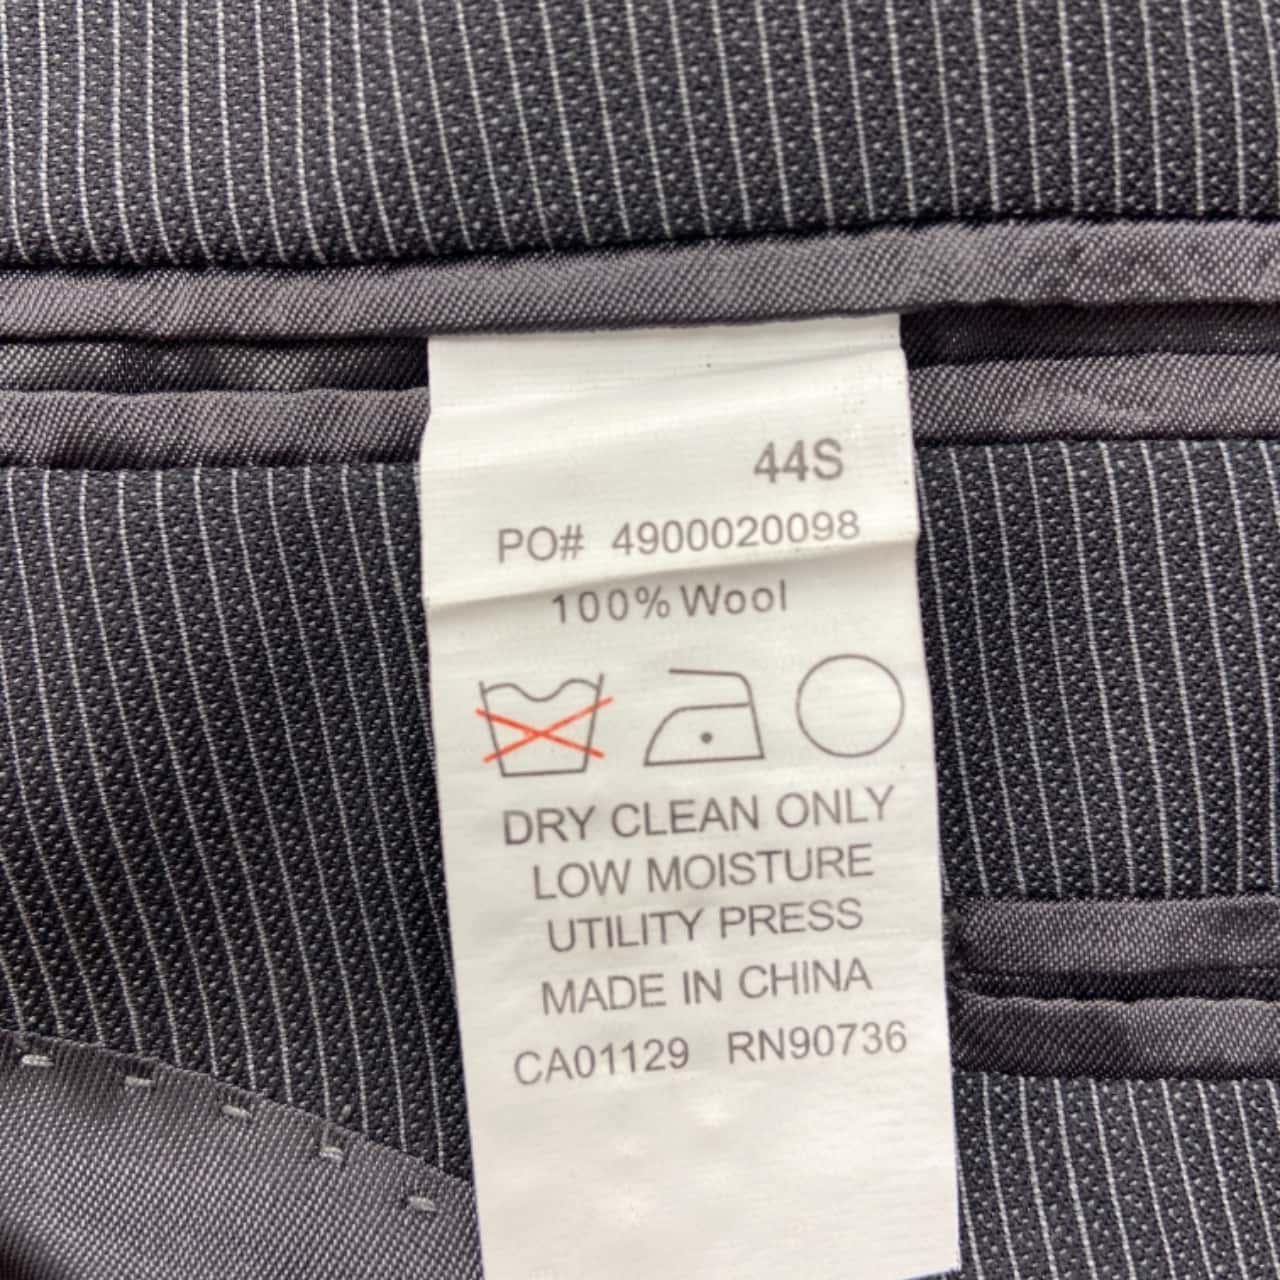 44S
PO# 4900020098
100% Wool
DRY CLEAN ONLY
LOW MOISTURE
UTILITY PRESS
MADE IN CHINA
CA01129 RN90736